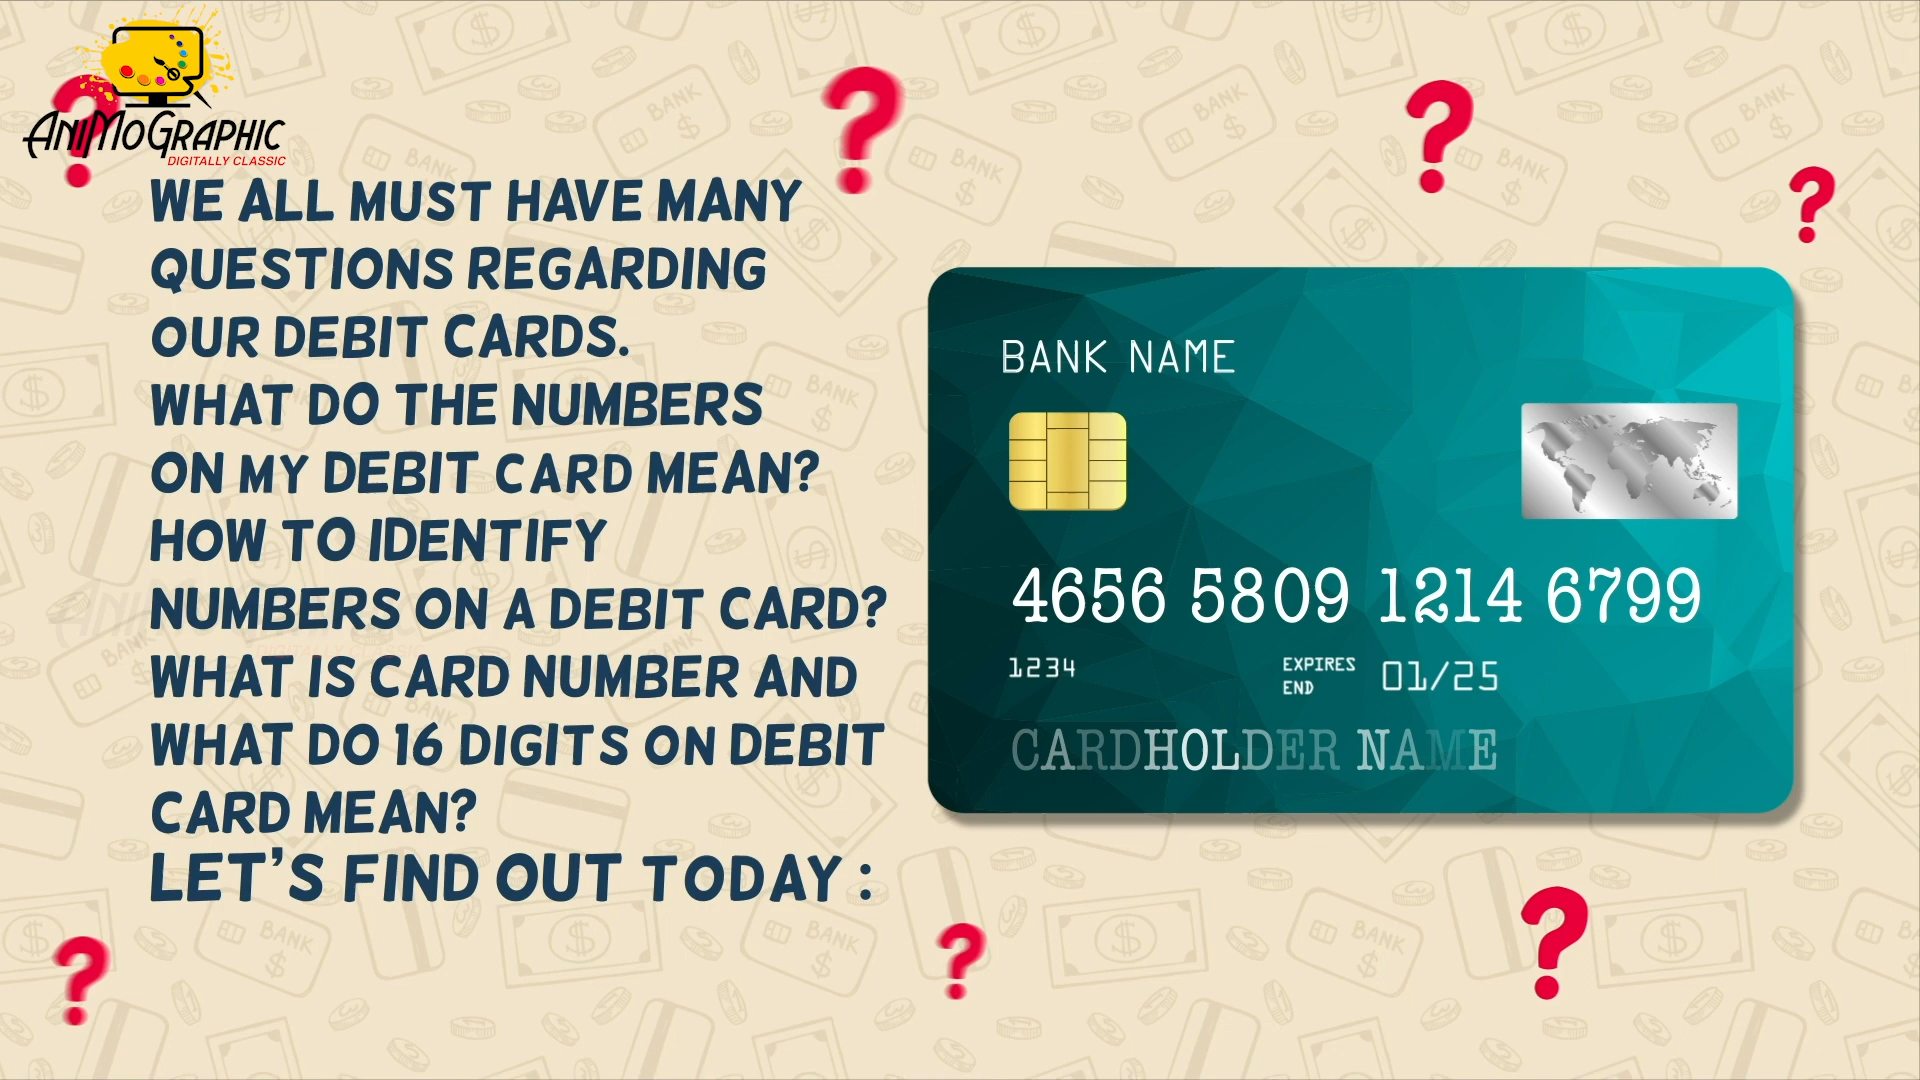 AniMoGraphic
DIGITALLY CLASSIC
WE ALL MUST HAVE MANY
QUESTIONS REGARDING
OUR DEBIT CARDS.
WHAT DO THE NUMBERS
ON MY DEBIT CARD MEAN?
HOW TO IDENTIFY
NUMBERS ON A DEBIT CARD?
WHAT IS CARD NUMBER AND
WHAT DO 16 DIGITS ON DEBIT
CARD MEAN?
LET'S FIND OUT TODAY :
BANK NAME
4656 5809 1214 6799
1234
EXPIRES
END
01/25
CARDHOLDER NAME